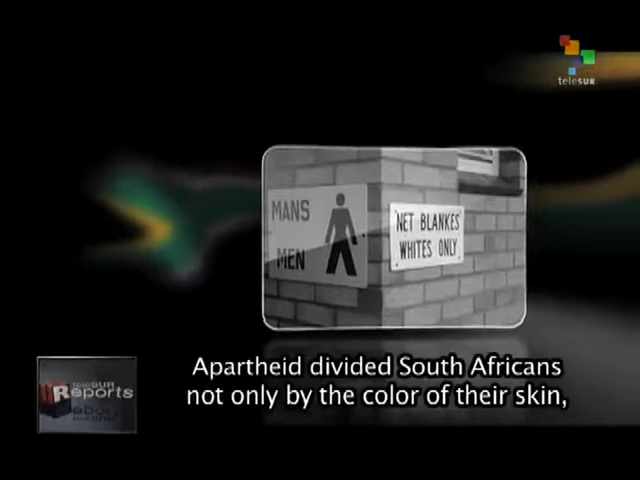 teleSUR
MANS
MEN
NET BLANKES
WHITES ONLY
teleSUR
Reports
Apartheid divided South Africans
not only by the color of their skin,